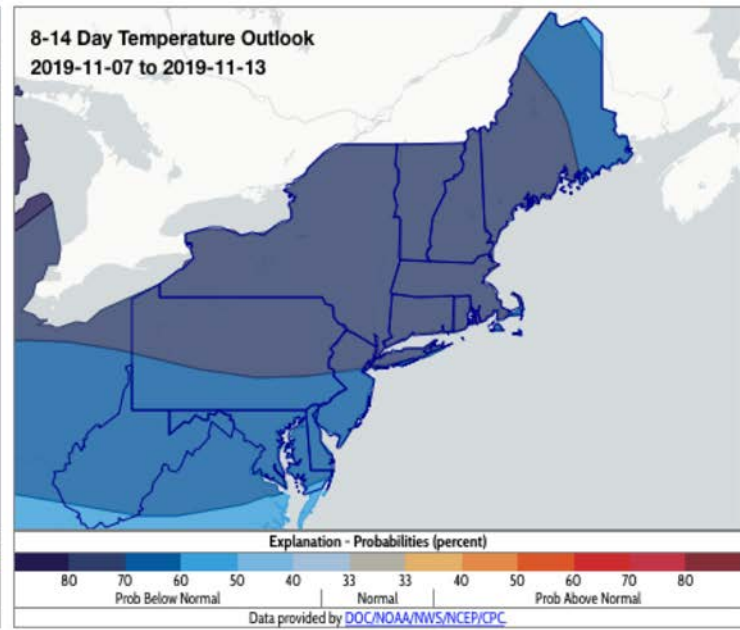 8-14 Day Temperature Outlook
2019-11-07 to 2019-11-13
Explanation - Probabilities (percent)
80 70 60 50 40 33 33 40 50 60 70 80
Prob Below Normal | Normal | Prob Above Normal
Data provided by DOC/NOAA/NWS/NCEP/CPC.